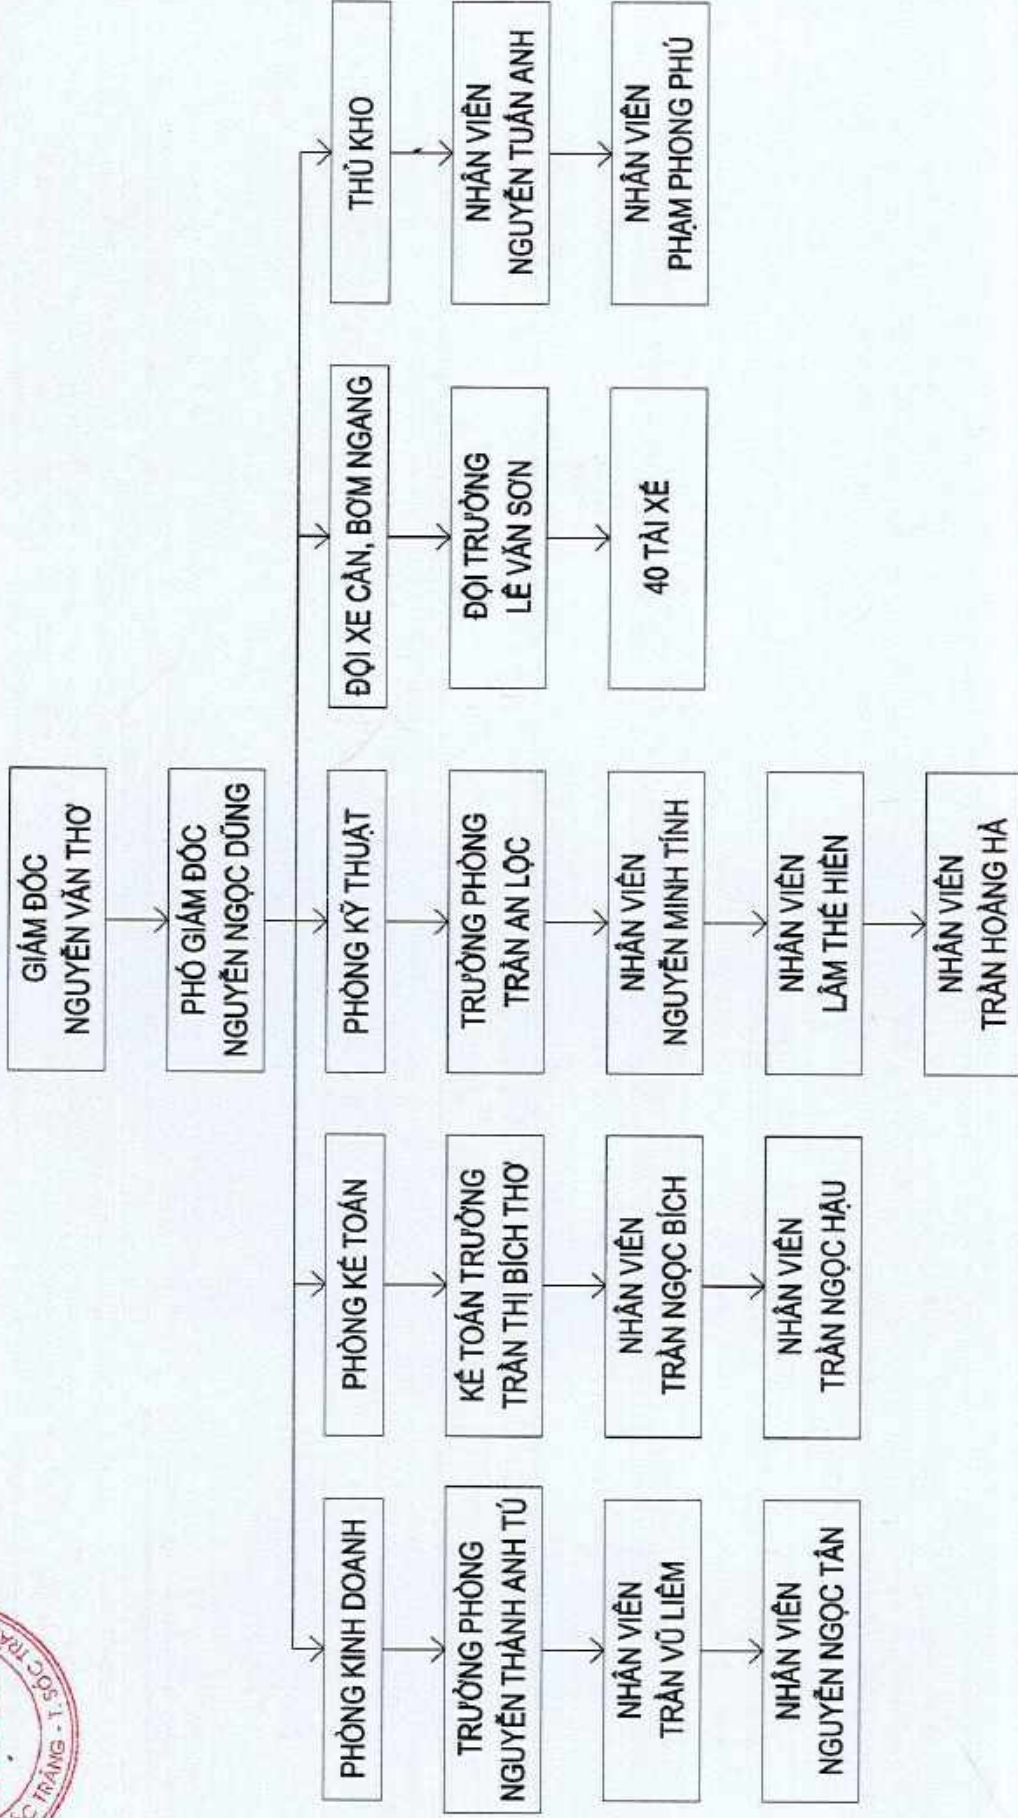 GIÁM ĐỐC
NGUYỄN VĂN THƠ
PHÓ GIÁM ĐỐC
NGUYỄN NGỌC DŨNG
PHÒNG KINH DOANH
TRƯỞNG PHÒNG
NGUYỄN THÀNH ANH TÚ
NHÂN VIÊN
TRẦN VŨ LIÊM
NHÂN VIÊN
NGUYỄN NGỌC TÂN
PHÒNG KẾ TOÁN
KẾ TOÁN TRƯỞNG
TRẦN THỊ BÍCH THƠ
NHÂN VIÊN
TRẦN NGỌC BÍCH
NHÂN VIÊN
TRẦN NGỌC HẬU
PHÒNG KỸ THUẬT
TRƯỞNG PHÒNG
TRẦN AN LỘC
NHÂN VIÊN
NGUYỄN MINH TÍNH
NHÂN VIÊN
LÂM THẾ HIỂN
NHÂN VIÊN
TRẦN HOÀNG HÀ
ĐỘI XE CẦN, BƠM NGANG
ĐỘI TRƯỞNG
LÊ VĂN SƠN
40 TÀI XẾ
THỦ KHO
NHÂN VIÊN
NGUYỄN TUẤN ANH
NHÂN VIÊN
PHẠM PHONG PHÚ
TRĂNG - T. SÓC TRĂ